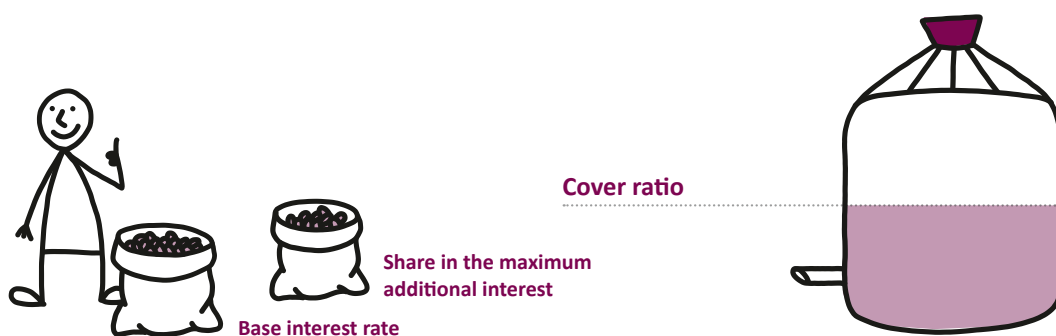 Cover ratio
Share in the maximum
additional interest
Base interest rate